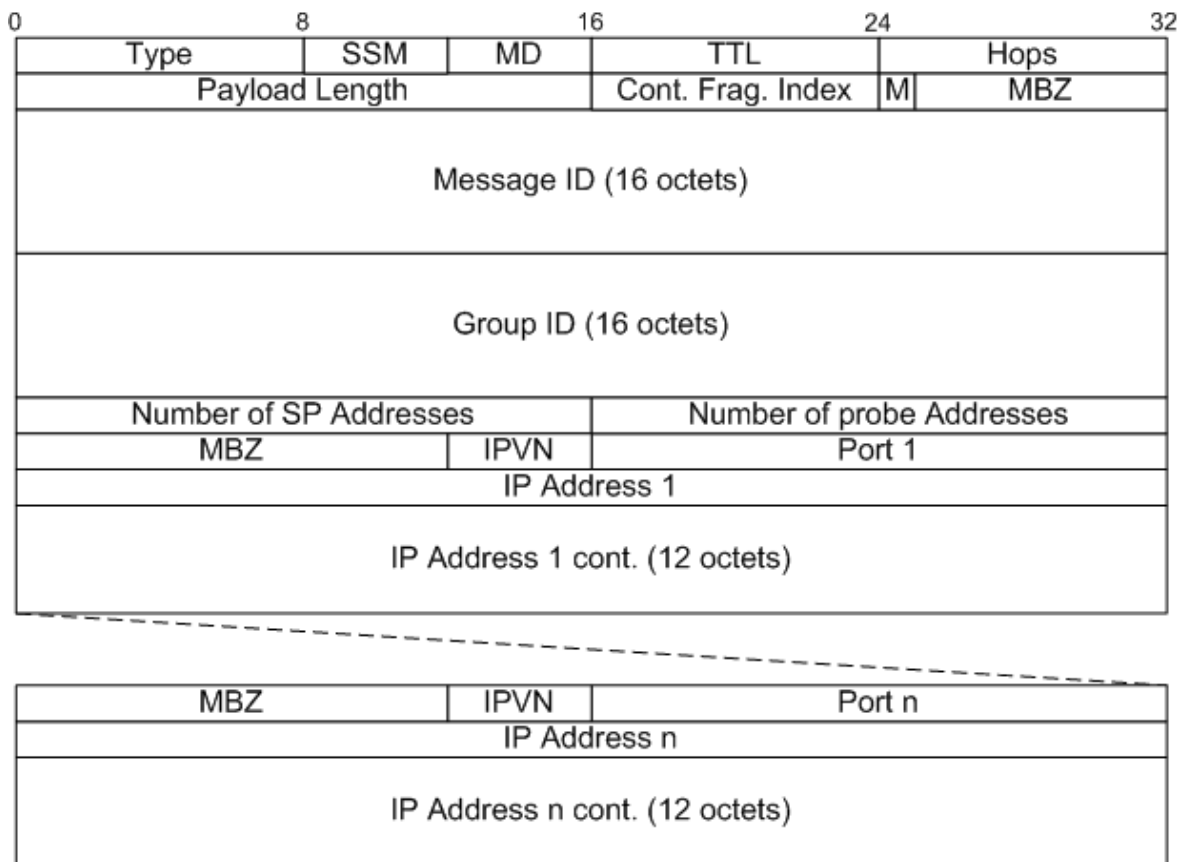 0 8 16 24 32
Type SSM MD TTL Hops
Payload Length Cont. Frag. Index M MBZ
Message ID (16 octets)
Group ID (16 octets)
Number of SP Addresses Number of probe Addresses
MBZ IPVN Port 1
IP Address 1
IP Address 1 cont. (12 octets)
MBZ IPVN Port n
IP Address n
IP Address n cont. (12 octets)